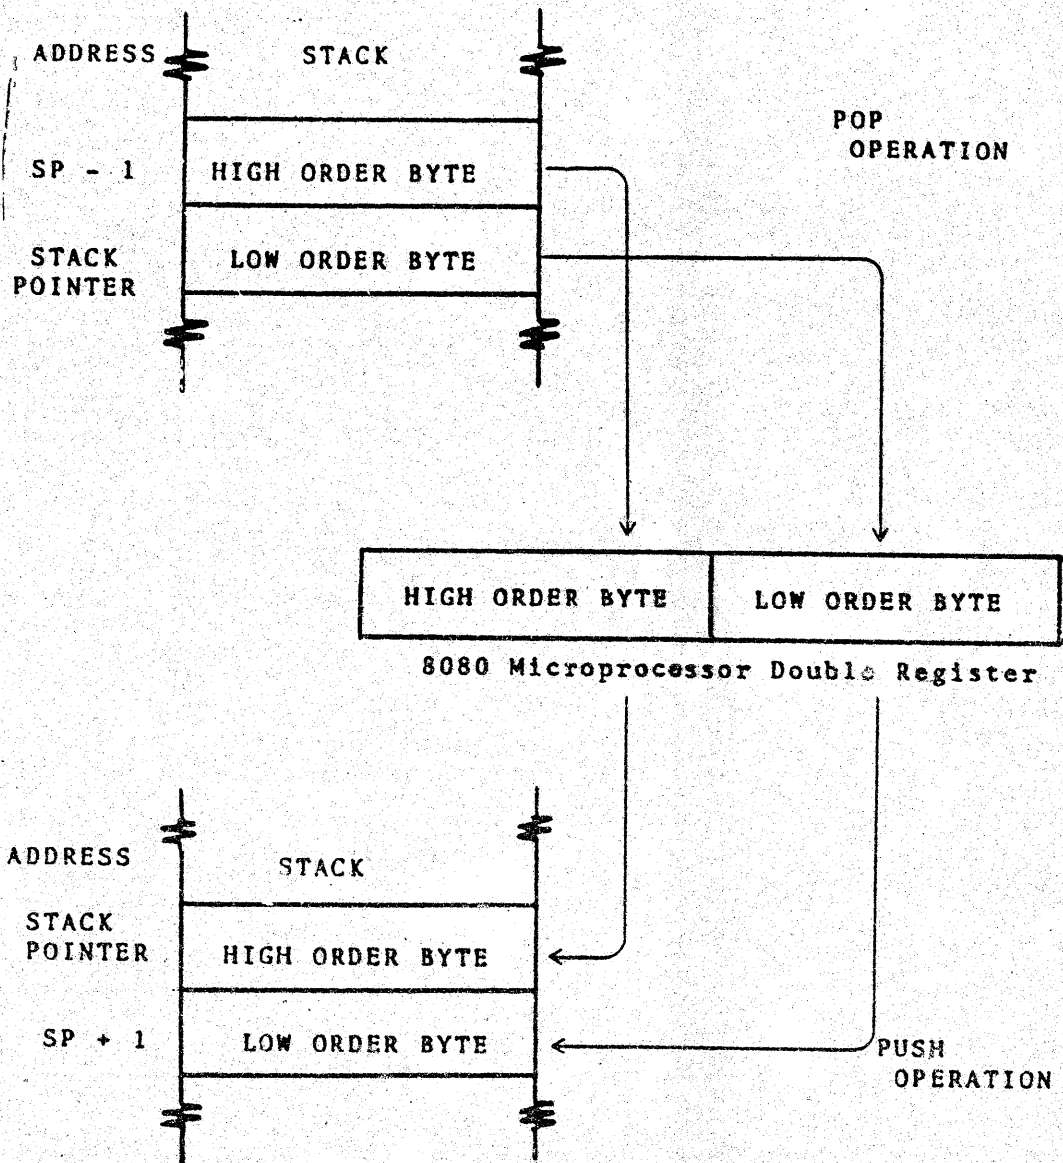 ADDRESS STACK
POP
OPERATION
SP - 1 HIGH ORDER BYTE
STACK
POINTER
LOW ORDER BYTE
HIGH ORDER BYTE LOW ORDER BYTE
8080 Microprocessor Double Register
ADDRESS
STACK
STACK
POINTER
HIGH ORDER BYTE
SP + 1 LOW ORDER BYTE
PUSH
OPERATION